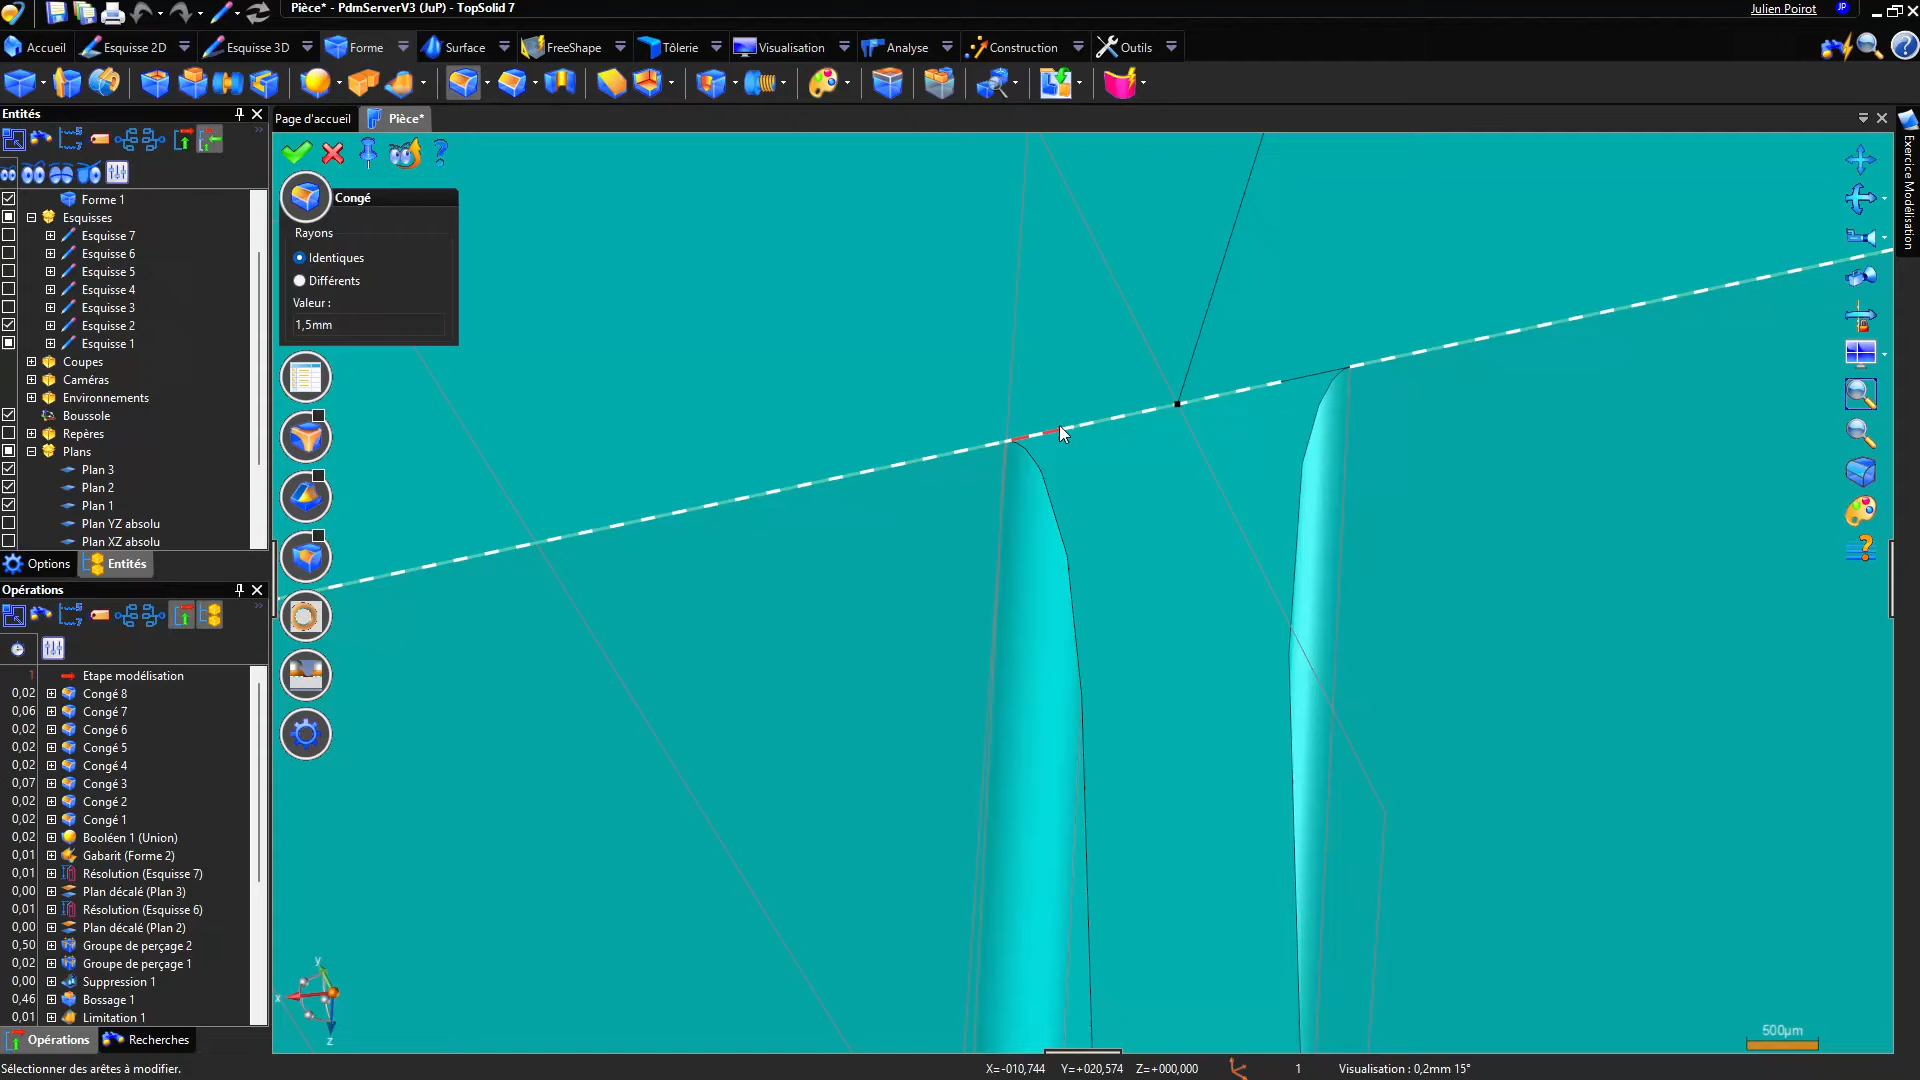 Pièce* - PdmServerV3 (JuP) - TopSolid 7
Julien Poirot
JP
Accueil
Esquisse 2D
Esquisse 3D
Forme
Surface
FreeShape
Tôlerie
Visualisation
Analyse
Construction
Outils
Entités
Page d'accueil
Pièce*
Exercice Modélisation
Forme 1
Esquisses
Esquisse 7
Esquisse 6
Esquisse 5
Esquisse 4
Esquisse 3
Esquisse 2
Esquisse 1
Coupes
Caméras
Environnements
Boussole
Repères
Plans
Plan 3
Plan 2
Plan 1
Plan YZ absolu
Plan XZ absolu
Options
Entités
Congé
Rayons
Identiques
Différents
Valeur :
1,5mm
Opérations
1 Etape modélisation
0,02 Congé 8
0,06 Congé 7
0,02 Congé 6
0,02 Congé 5
0,02 Congé 4
0,07 Congé 3
0,02 Congé 2
0,02 Congé 1
0,02 Booléen 1 (Union)
0,01 Gabarit (Forme 2)
0,01 Résolution (Esquisse 7)
0,00 Plan décalé (Plan 3)
0,01 Résolution (Esquisse 6)
0,00 Plan décalé (Plan 2)
0,50 Groupe de perçage 2
0,02 Groupe de perçage 1
0,00 Suppression 1
0,46 Bossage 1
0,01 Limitation 1
Opérations
Recherches
y
x
z
500µm
Sélectionner des arêtes à modifier.
X=-010,744 Y=+020,574 Z=+000,000
1
Visualisation : 0,2mm 15°